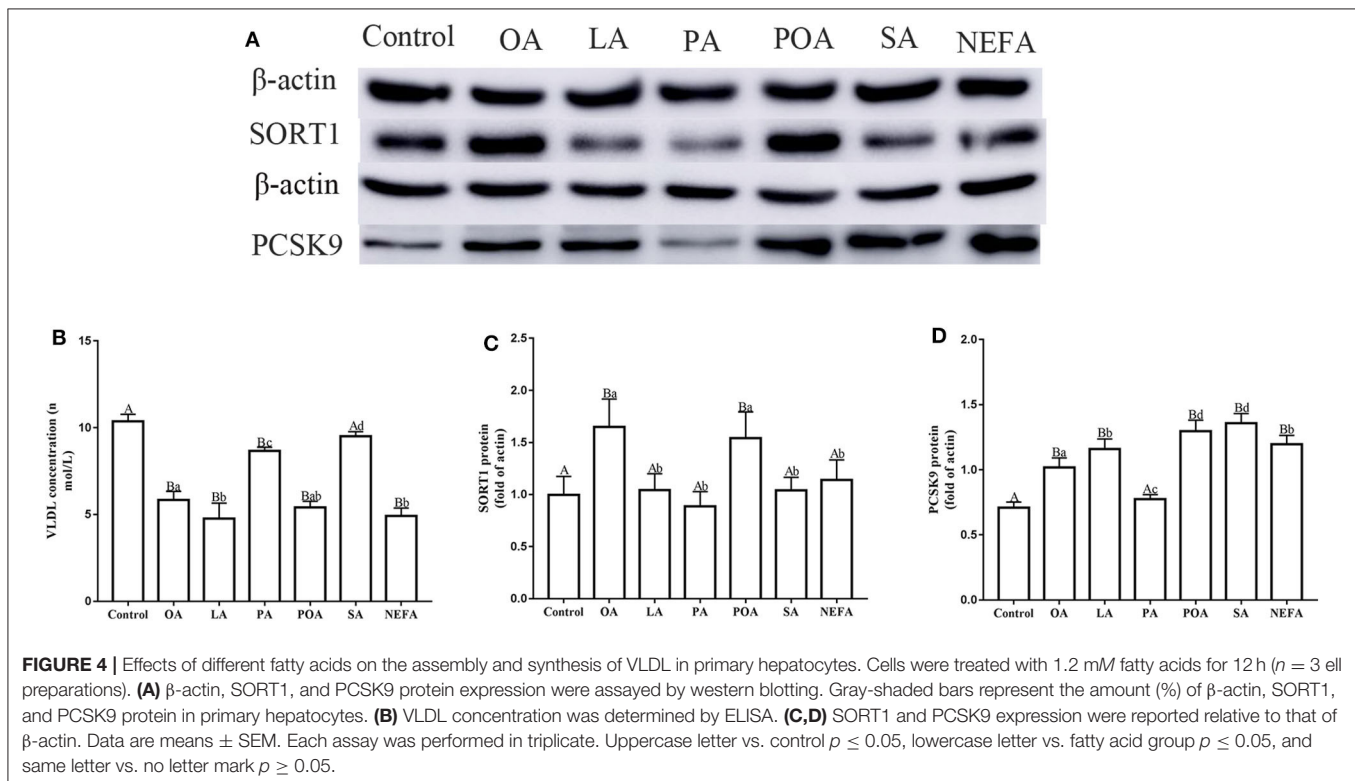 A
Control OA LA PA POA SA NEFA
β-actin
SORT1
β-actin
PCSK9
B
VLDL concentration (n
mol/L)
15
10
5
0
A
Ba
Bb
Bc
Bab
Ad
Bb
Control OA LA PA POA SA NEFA
C
SORT1 protein
(fold of actin)
2.5
2.0
1.5
1.0
0.5
0.0
A
Ba
Ab
Ab
Ba
Ab
Ab
Control OA LA PA POA SA NEFA
D
PCSK9 protein
(fold of actin)
2.0
1.5
1.0
0.5
0.0
A
Ba
Bb
Ac
Bd
Bd
Bb
Control OA LA PA POA SA NEFA
FIGURE 4 | Effects of different fatty acids on the assembly and synthesis of VLDL in primary hepatocytes. Cells were treated with 1.2 mM fatty acids for 12 h (n = 3 ell
preparations). (A) β-actin, SORT1, and PCSK9 protein expression were assayed by western blotting. Gray-shaded bars represent the amount (%) of β-actin, SORT1,
and PCSK9 protein in primary hepatocytes. (B) VLDL concentration was determined by ELISA. (C,D) SORT1 and PCSK9 expression were reported relative to that of
β-actin. Data are means ± SEM. Each assay was performed in triplicate. Uppercase letter vs. control p ≤ 0.05, lowercase letter vs. fatty acid group p ≤ 0.05, and
same letter vs. no letter mark p ≥ 0.05.